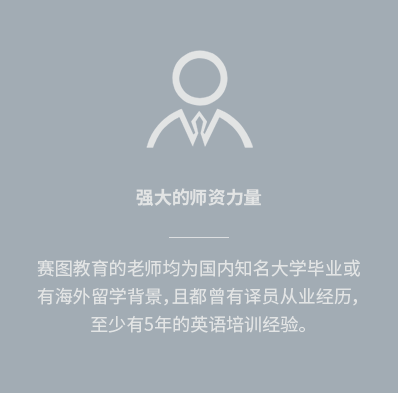 强大的师资力量
赛图教育的老师均为国内知名大学毕业或
有海外留学背景,且都曾有译员从业经历,
至少有5年的英语培训经验。